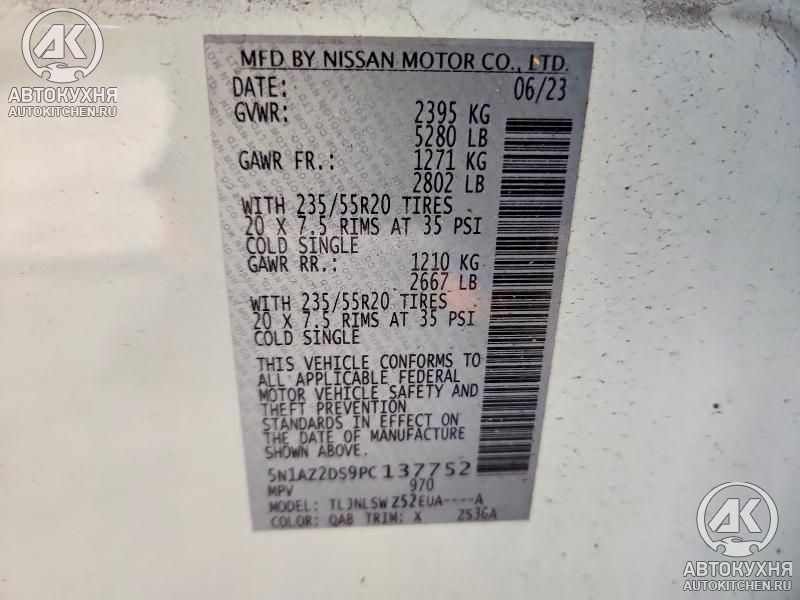 AK
АВТОКУХНЯ
AUTOKITCHEN.RU
MFD BY NISSAN MOTOR CO., LTD.
DATE: 06/23
GVWR: 2395 KG
5280 LB
GAWR FR.: 1271 KG
2802 LB
WITH 235/55R20 TIRES
20 X 7.5 RIMS AT 35 PSI
COLD SINGLE
GAWR RR.: 1210 KG
2667 LB
WITH 235/55R20 TIRES
20 X 7.5 RIMS AT 35 PSI
COLD SINGLE
THIS VEHICLE CONFORMS TO
ALL APPLICABLE FEDERAL
MOTOR VEHICLE SAFETY AND
THEFT PREVENTION
STANDARDS IN EFFECT ON
THE DATE OF MANUFACTURE
SHOWN ABOVE.
5N1AZ2DS9PC137752
MPV 970
MODEL: TLJNLSWZ52EUA----A
COLOR: QAB TRIM: X ZS3GA
AK
АВТОКУХНЯ
AUTOKITCHEN.RU